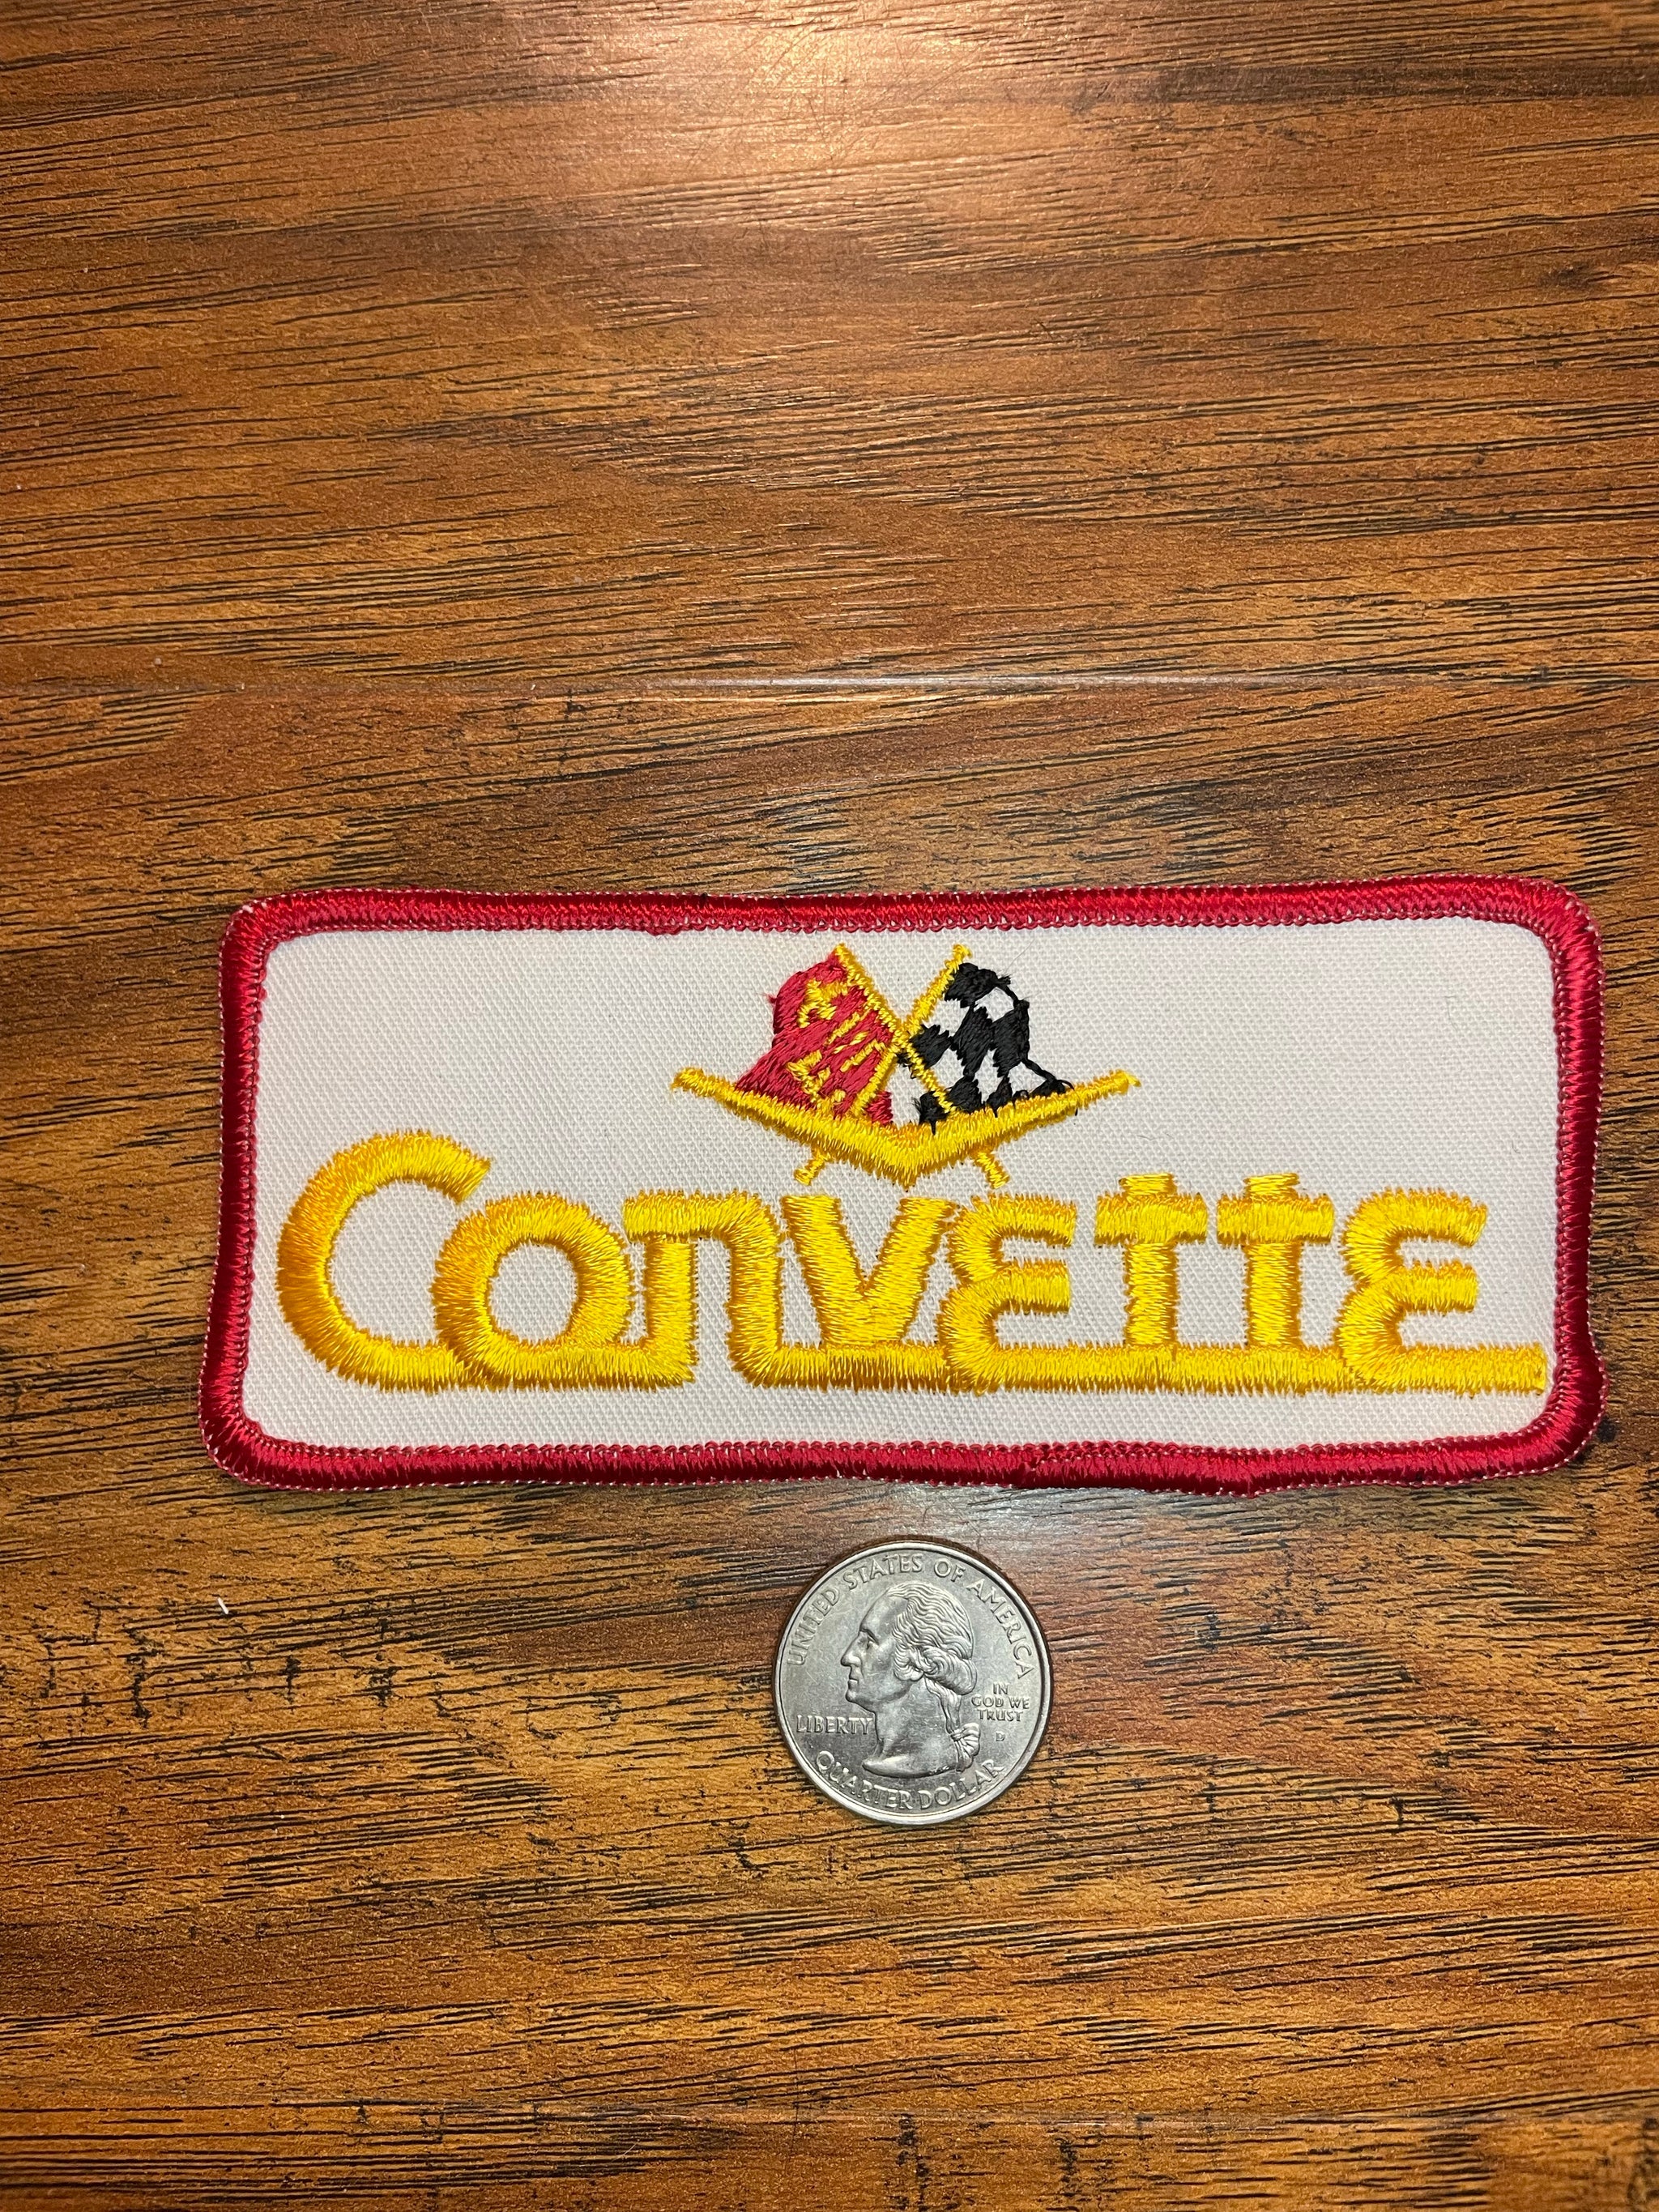 Corvette
UNITED STATES OF AMERICA
IN
GOD WE
TRUST
LIBERTY
D
QUARTER DOLLAR